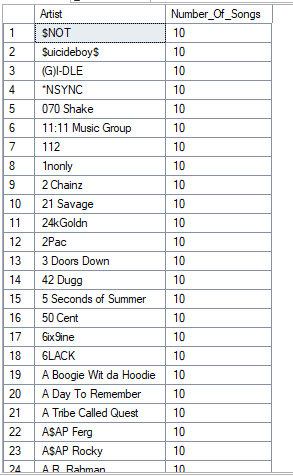 Artist Number_Of_Songs
1 $NOT 10
2 $uicideboy$ 10
3 (G)I-DLE 10
4 *NSYNC 10
5 070 Shake 10
6 11:11 Music Group 10
7 112 10
8 1nonly 10
9 2 Chainz 10
10 21 Savage 10
11 24kGoldn 10
12 2Pac 10
13 3 Doors Down 10
14 42 Dugg 10
15 5 Seconds of Summer 10
16 50 Cent 10
17 6ix9ine 10
18 6LACK 10
19 A Boogie Wit da Hoodie 10
20 A Day To Remember 10
21 A Tribe Called Quest 10
22 A$AP Ferg 10
23 A$AP Rocky 10
24 A.R. Rahman 10